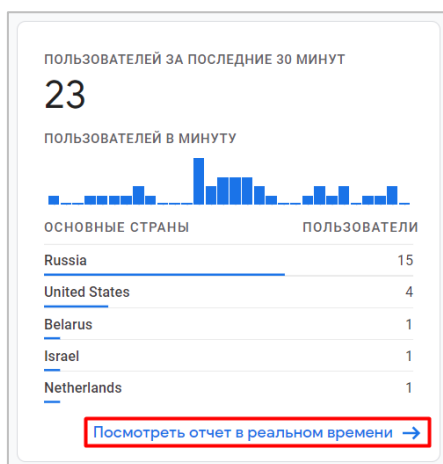 ПОЛЬЗОВАТЕЛЕЙ ЗА ПОСЛЕДНИЕ 30 МИНУТ
23
ПОЛЬЗОВАТЕЛЕЙ В МИНУТУ
ОСНОВНЫЕ СТРАНЫ ПОЛЬЗОВАТЕЛИ
Russia 15
United States 4
Belarus 1
Israel 1
Netherlands 1
Посмотреть отчет в реальном времени →